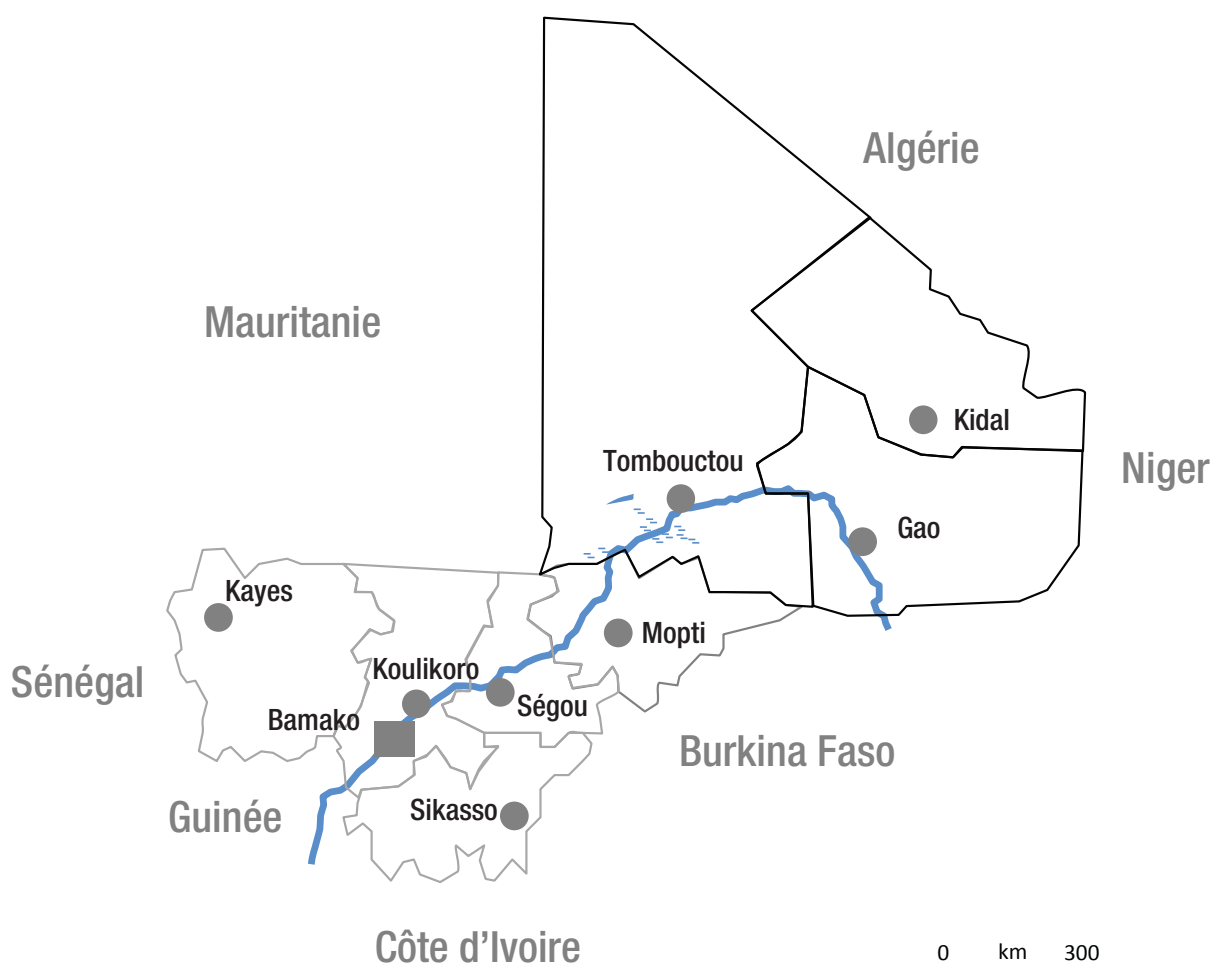 Algérie
Mauritanie
Kidal
Tombouctou
Niger
Gao
Kayes
Mopti
Koulikoro
Sénégal
Ségou
Bamako
Burkina Faso
Guinée
Sikasso
Côte d'Ivoire
0 km 300